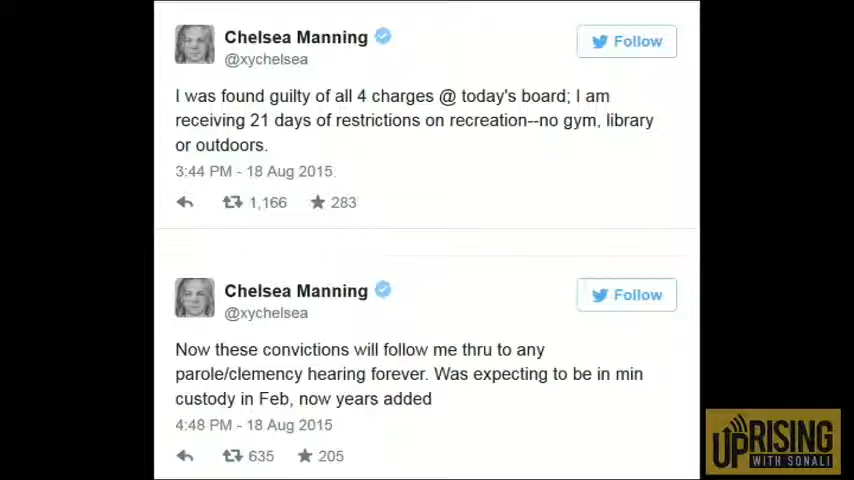 Chelsea Manning
Follow
@xychelsea
I was found guilty of all 4 charges @ today's board; I am
receiving 21 days of restrictions on recreation--no gym, library
or outdoors.
3:44 PM - 18 Aug 2015
1,166 283
Chelsea Manning
Follow
@xychelsea
Now these convictions will follow me thru to any
parole/clemency hearing forever. Was expecting to be in min
custody in Feb, now years added
4:48 PM - 18 Aug 2015
635 205
UPRISING
WITH SONALI